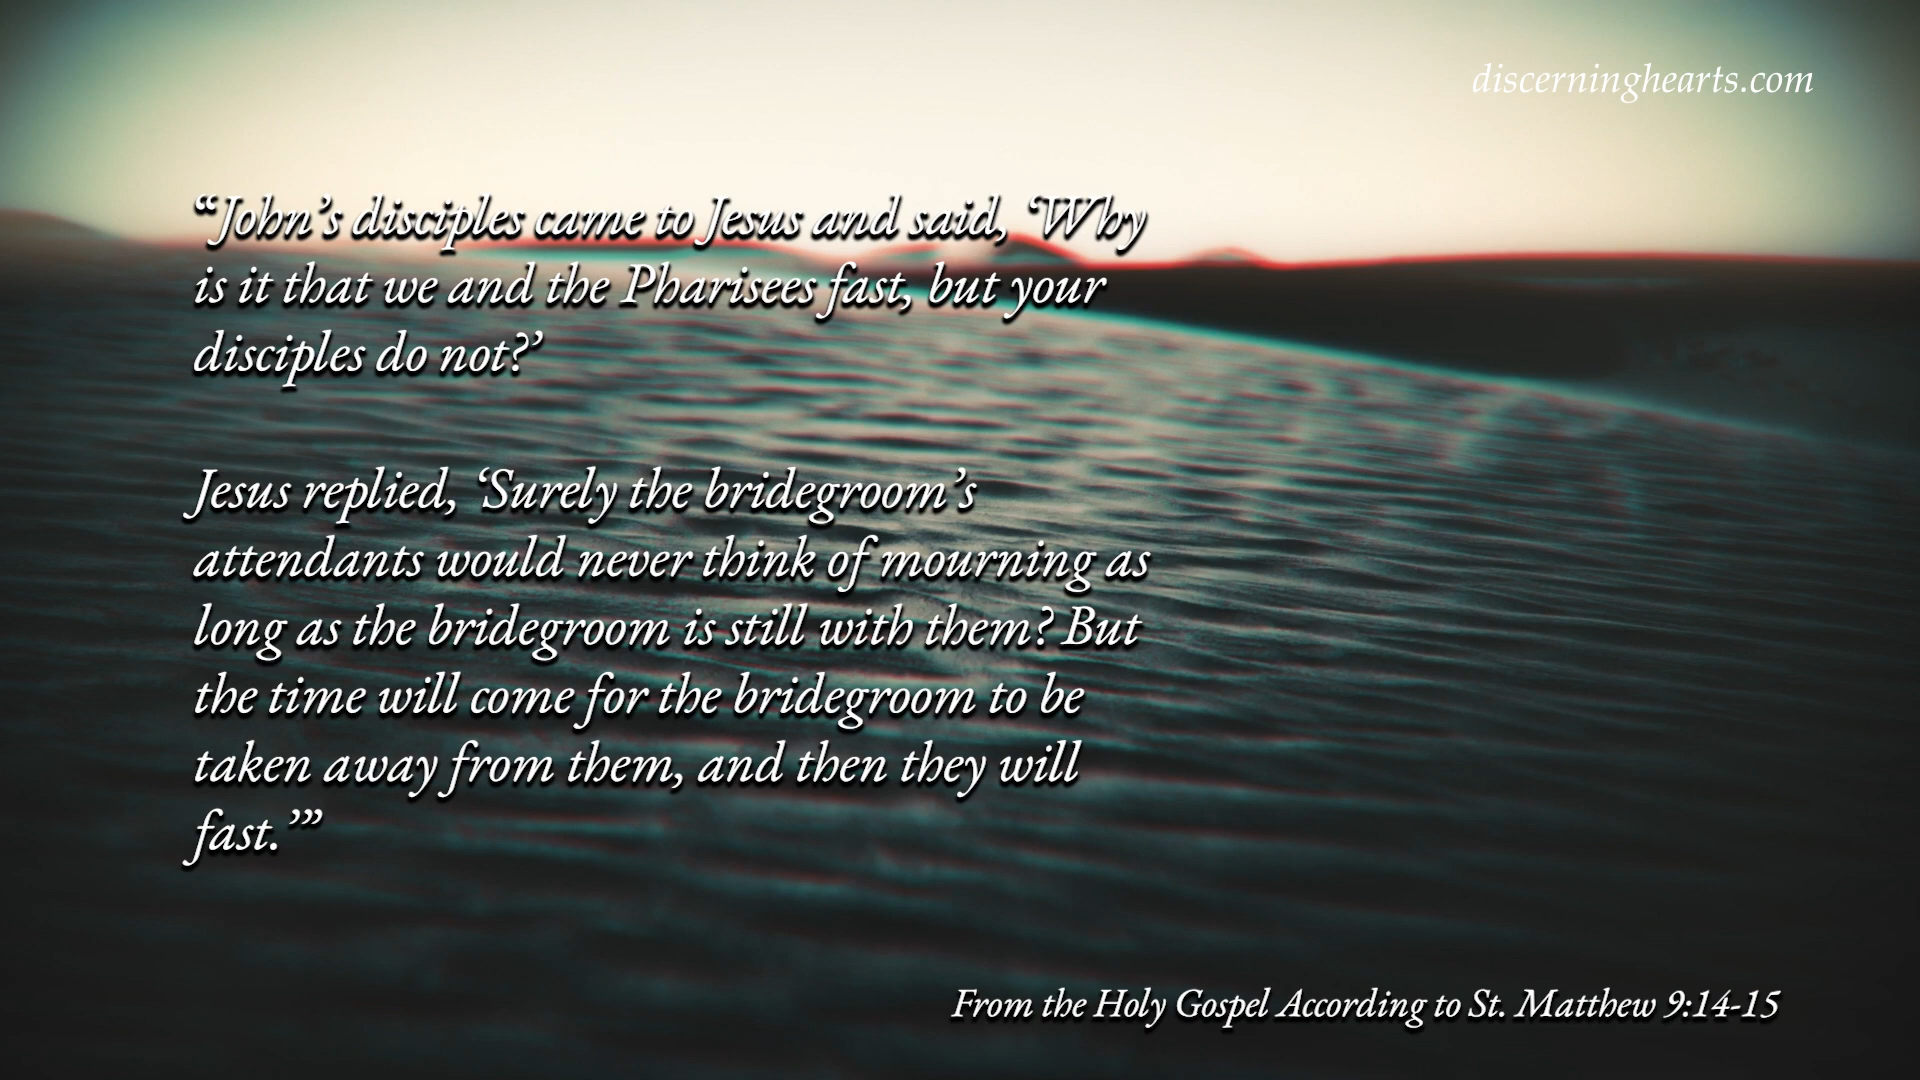 discerninghearts.com
“John’s disciples came to Jesus and said, ‘Why
is it that we and the Pharisees fast, but your
disciples do not?’
Jesus replied, ‘Surely the bridegroom’s
attendants would never think of mourning as
long as the bridegroom is still with them? But
the time will come for the bridegroom to be
taken away from them, and then they will
fast.’”
From the Holy Gospel According to St. Matthew 9:14-15